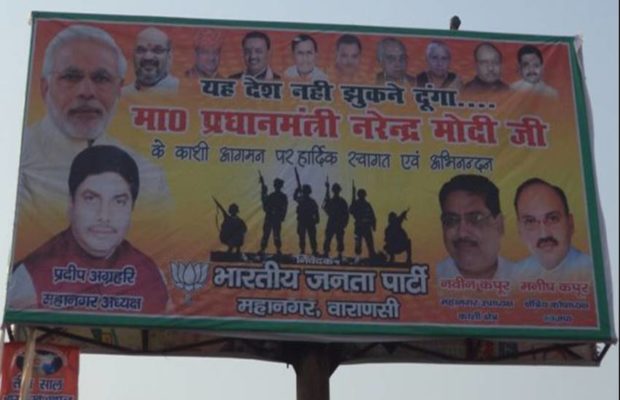 यह देश नही झुकने दूंगा....
मा0 प्रधानमंत्री नरेन्द्र मोदी जी
के काशी आगमन पर हार्दिक स्वागत एवं अभिनन्दन
निवेदक
भारतीय जनता पार्टी
महानगर, वाराणसी
प्रदीप अग्रहरि
महानगर अध्यक्ष
नवीन कपूर
काशी क्षेत्र
मनीष कपूर
तीन साल